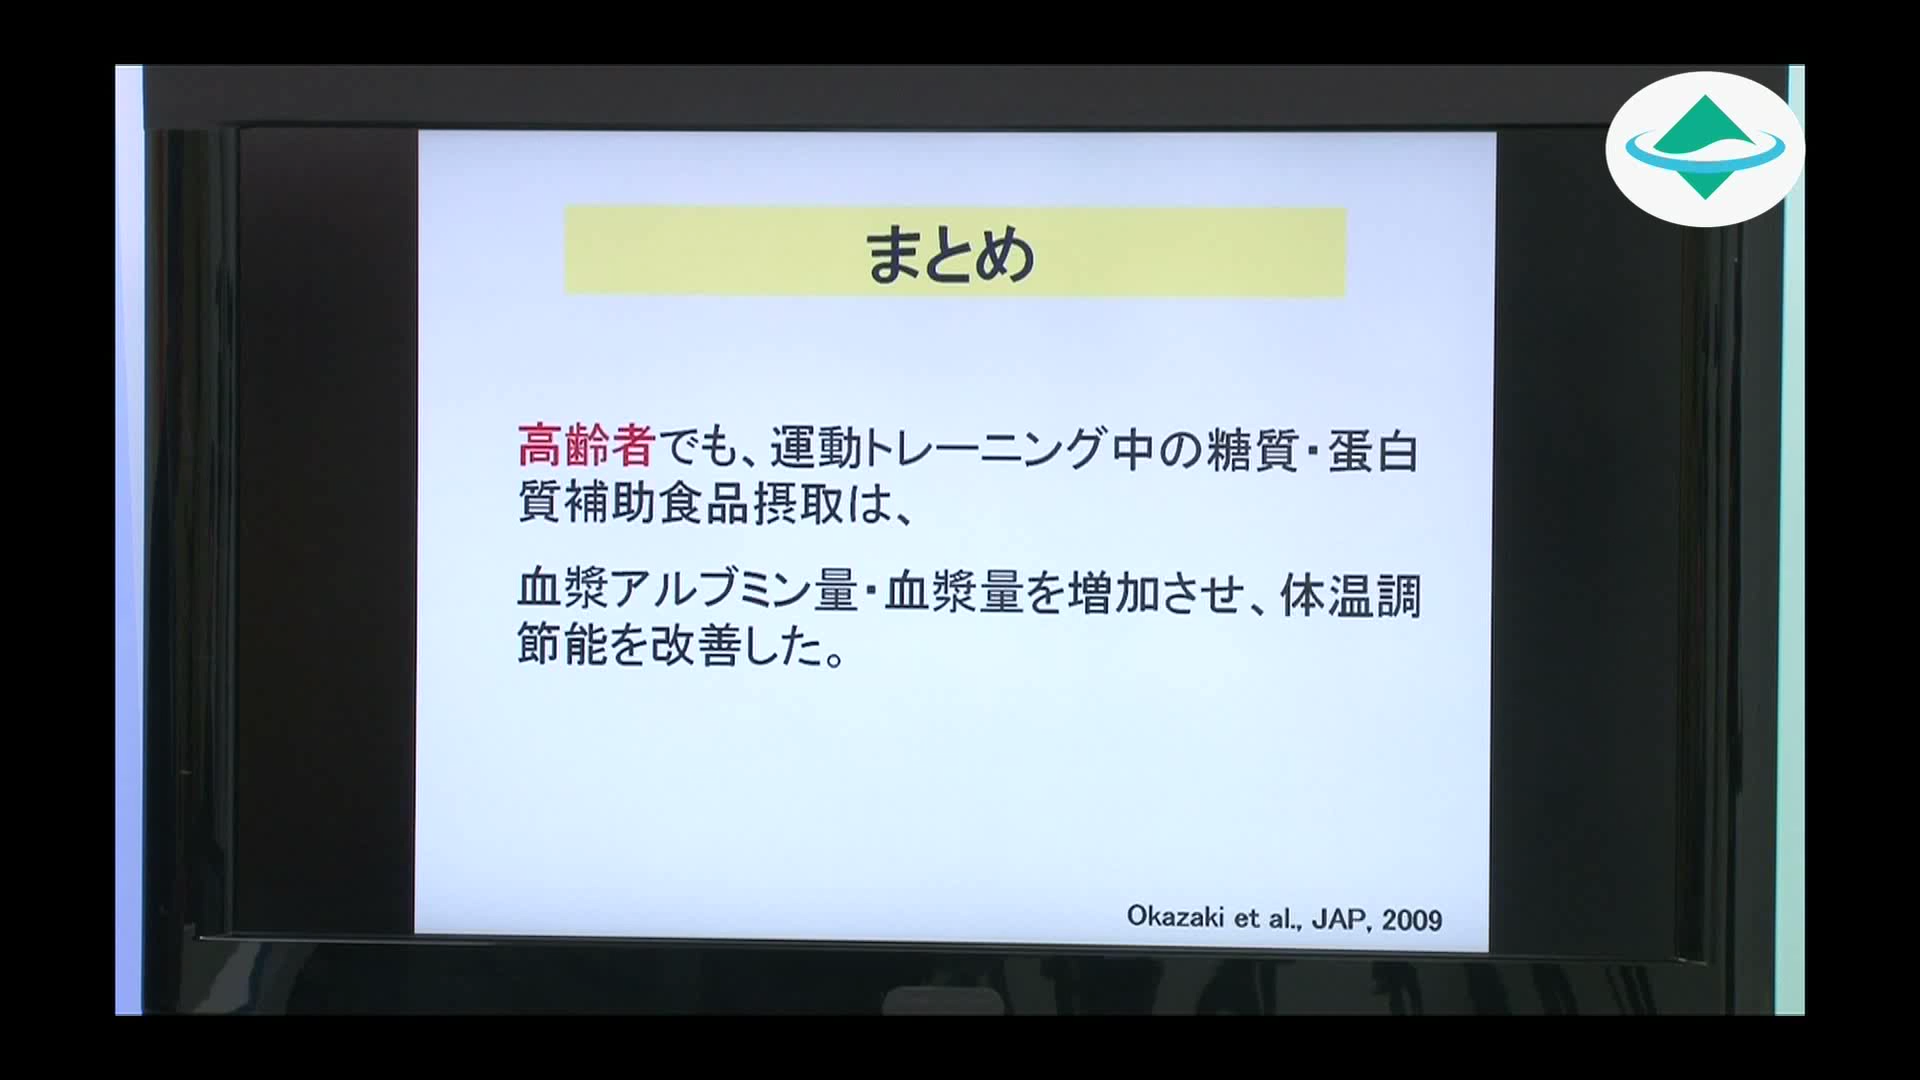 まとめ
高齢者でも、運動トレーニング中の糖質・蛋白
質補助食品摂取は、
血漿アルブミン量・血漿量を増加させ、体温調
節能を改善した。
Okazaki et al., JAP, 2009